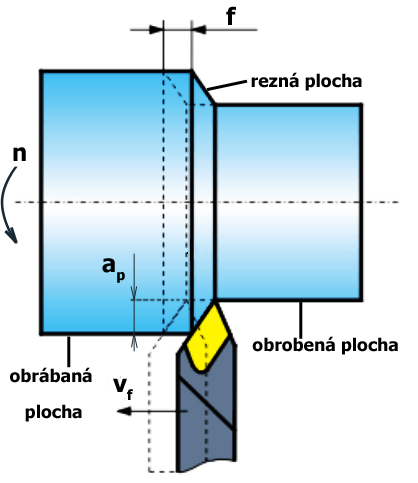 f
rezná plocha
n
a p
obrobená plocha
obrábaná
plocha
v f